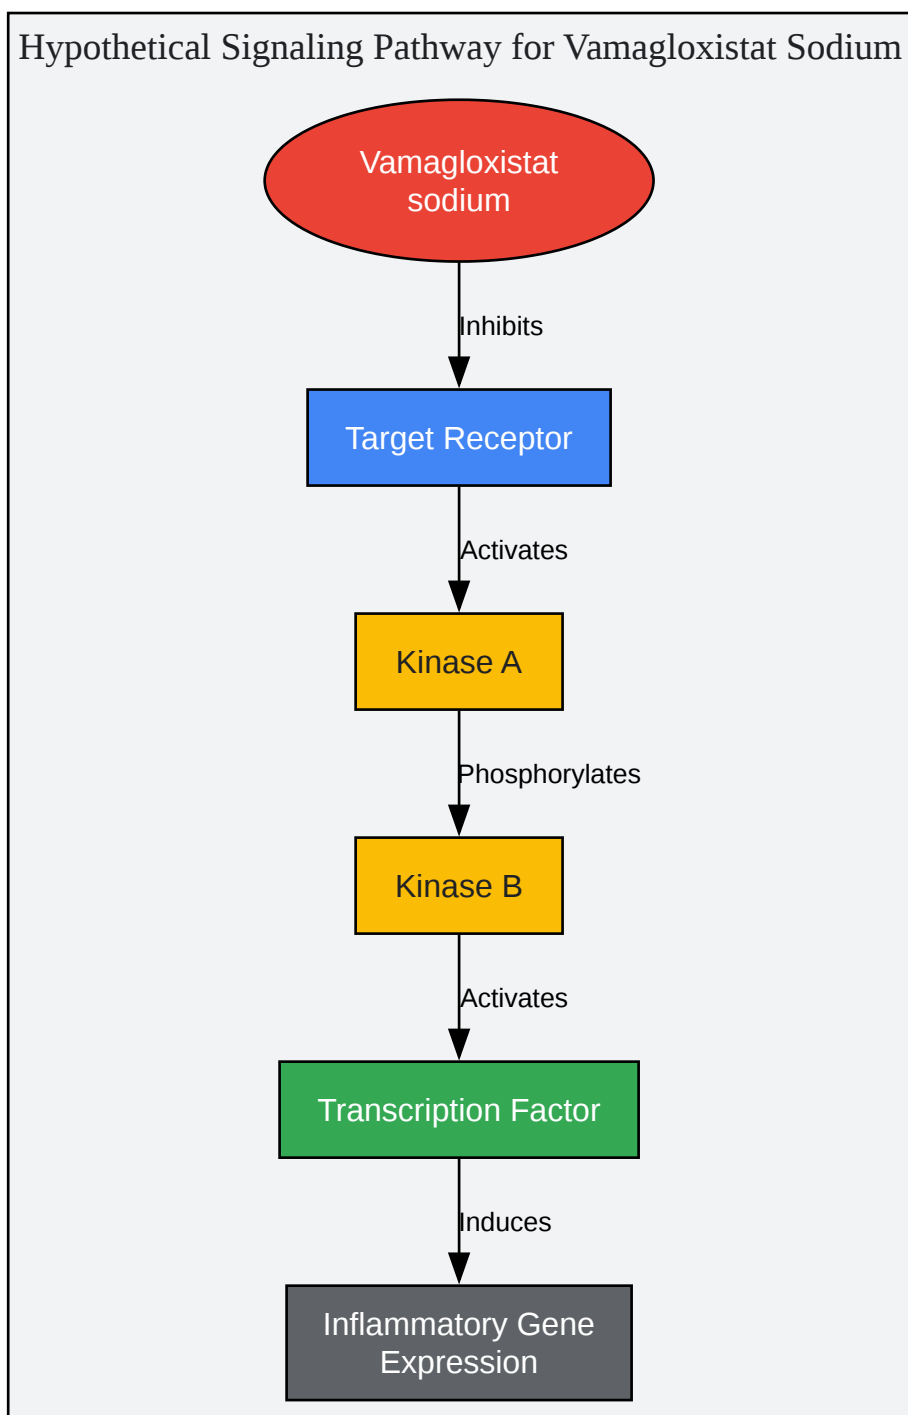 Hypothetical Signaling Pathway for Vamagloxistat Sodium
Vamagloxistat
sodium
Inhibits
Target Receptor
Activates
Kinase A
Phosphorylates
Kinase B
Activates
Transcription Factor
Induces
Inflammatory Gene
Expression